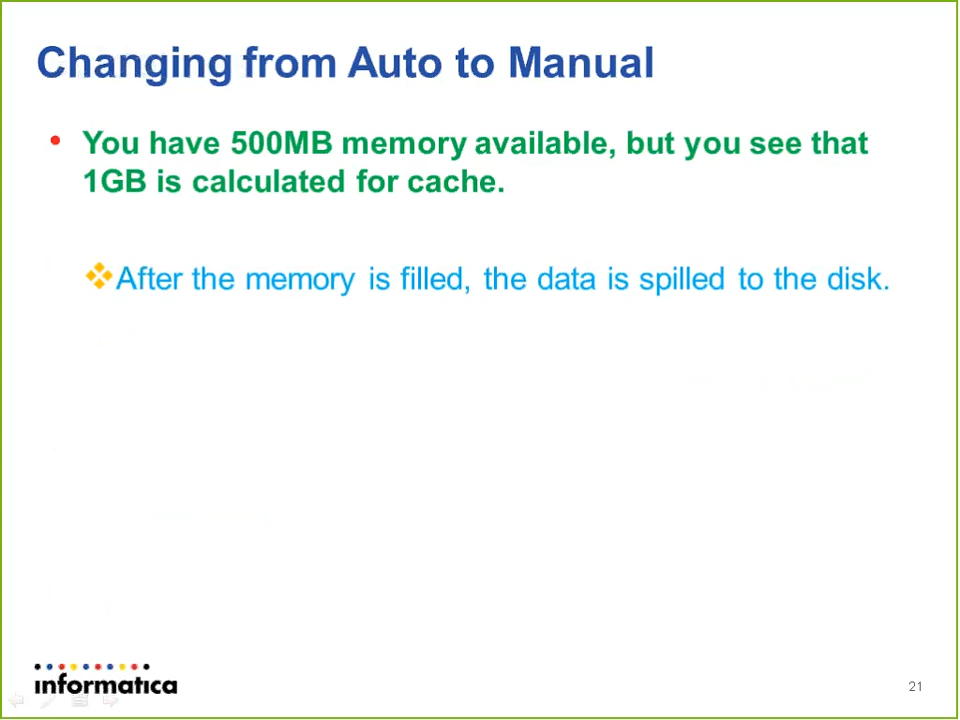 Changing from Auto to Manual
• You have 500MB memory available, but you see that
1GB is calculated for cache.
❖After the memory is filled, the data is spilled to the disk.
informatica
21